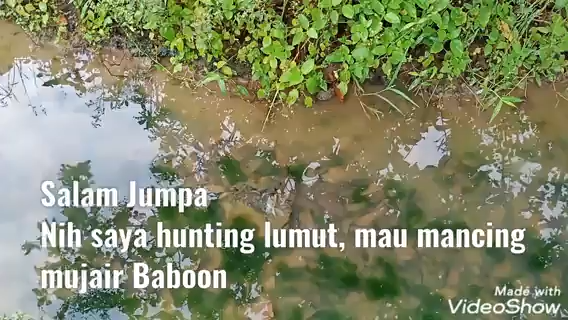 Salam Jumpa
Nih saya hunting lumut, mau mancing
mujair Baboon
Made with
VideoShow